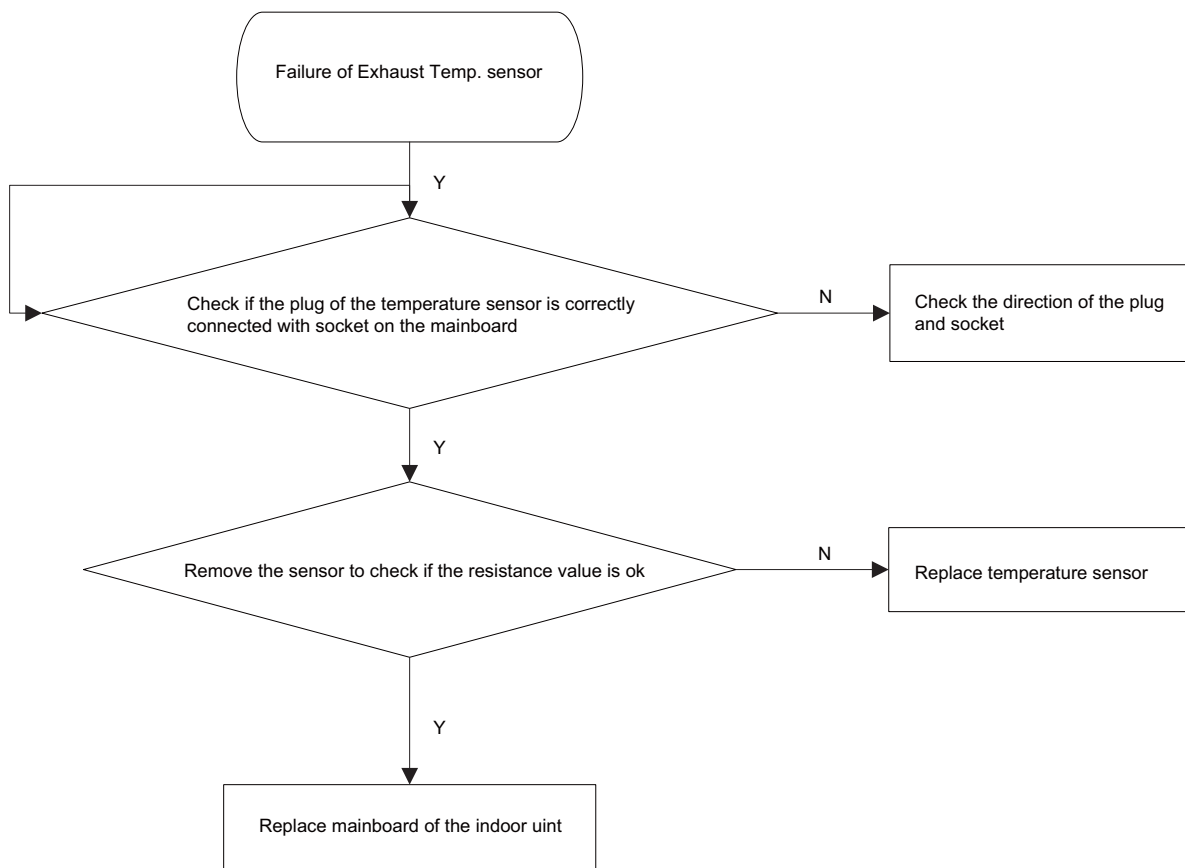 Failure of Exhaust Temp. sensor
Y
Check if the plug of the temperature sensor is correctly
connected with socket on the mainboard
N
Check the direction of the plug
and socket
Y
Remove the sensor to check if the resistance value is ok
N
Replace temperature sensor
Y
Replace mainboard of the indoor uint